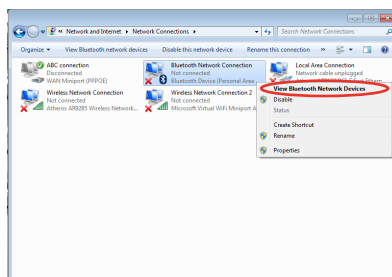 « Network and Internet ▸ Network Connections ▸
Search Network Connections
Organize
View Bluetooth network devices
Disable this network device
Rename this connection
»
ABC connection
Disconnected
WAN Miniport (PPPOE)
Bluetooth Network Connection
Not connected
Bluetooth Device (Personal Area
Local Area Connection
Network cable unplugged
Wireless Network Connection
Not connected
Atheros AR9285 Wireless Network...
Wireless Network Connection 2
Not connected
Microsoft Virtual WiFi Miniport A
View Bluetooth Network Devices
Disable
Status
Create Shortcut
Rename
Properties